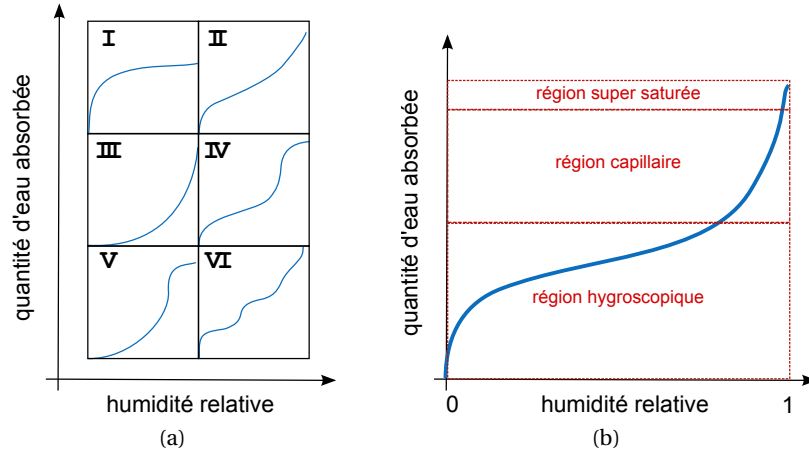 quantité d'eau absorbée
I
II
III
IV
V
VI
humidité relative
(a)
quantité d'eau absorbée
région super saturée
région capillaire
région hygroscopique
0
humidité relative
1
(b)